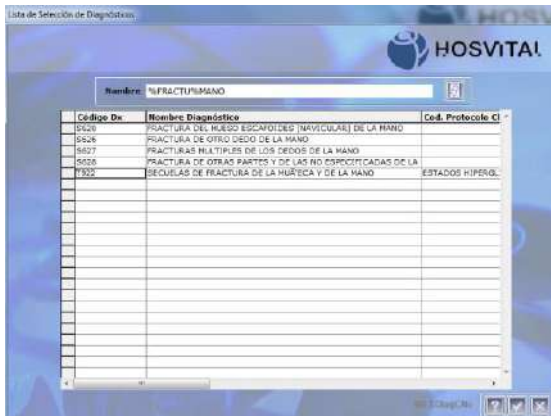 Lista de Selección de Diagnósticos
HOSVITAL
Nombre %FRACTU%MANO
Código Dx Nombre Diagnóstico Cod. Protocolo Cl
S620 FRACTURA DEL HUESO ESCAFOIDES [NAVICULAR] DE LA MANO
S626 FRACTURA DE OTRO DEDO DE LA MANO
S627 FRACTURAS MULTIPLES DE LOS DEDOS DE LA MANO
S628 FRACTURA DE OTRAS PARTES Y DE LAS NO ESPECIFICADAS DE LA
T922 SECUELAS DE FRACTURA DE LA MUÑECA Y DE LA MANO ESTADOS HIPERGL